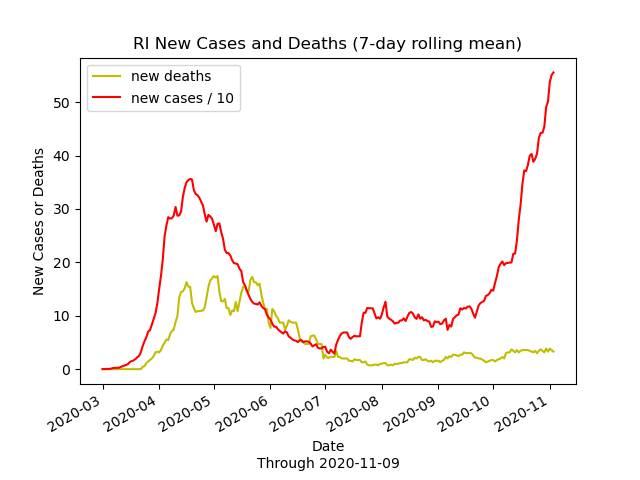 RI New Cases and Deaths (7-day rolling mean)
new deaths
new cases / 10
New Cases or Deaths
50
40
30
20
10
0
2020-03
2020-04
2020-05
2020-06
2020-07
2020-08
2020-09
2020-10
2020-11
Date
Through 2020-11-09